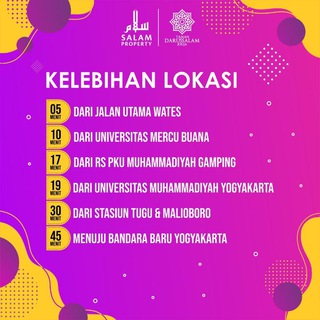 سلام
SALAM
PROPERTY
DARUSSALAM
KELEBIHAN LOKASI
05 MENIT DARI JALAN UTAMA WATES
10 MENIT DARI UNIVERSITAS MERCU BUANA
17 MENIT DARI RS PKU MUHAMMADIYAH GAMPING
19 MENIT DARI UNIVERSITAS MUHAMMADIYAH YOGYAKARTA
30 MENIT DARI STASIUN TUGU & MALIOBORO
45 MENIT MENUJU BANDARA BARU YOGYAKARTA